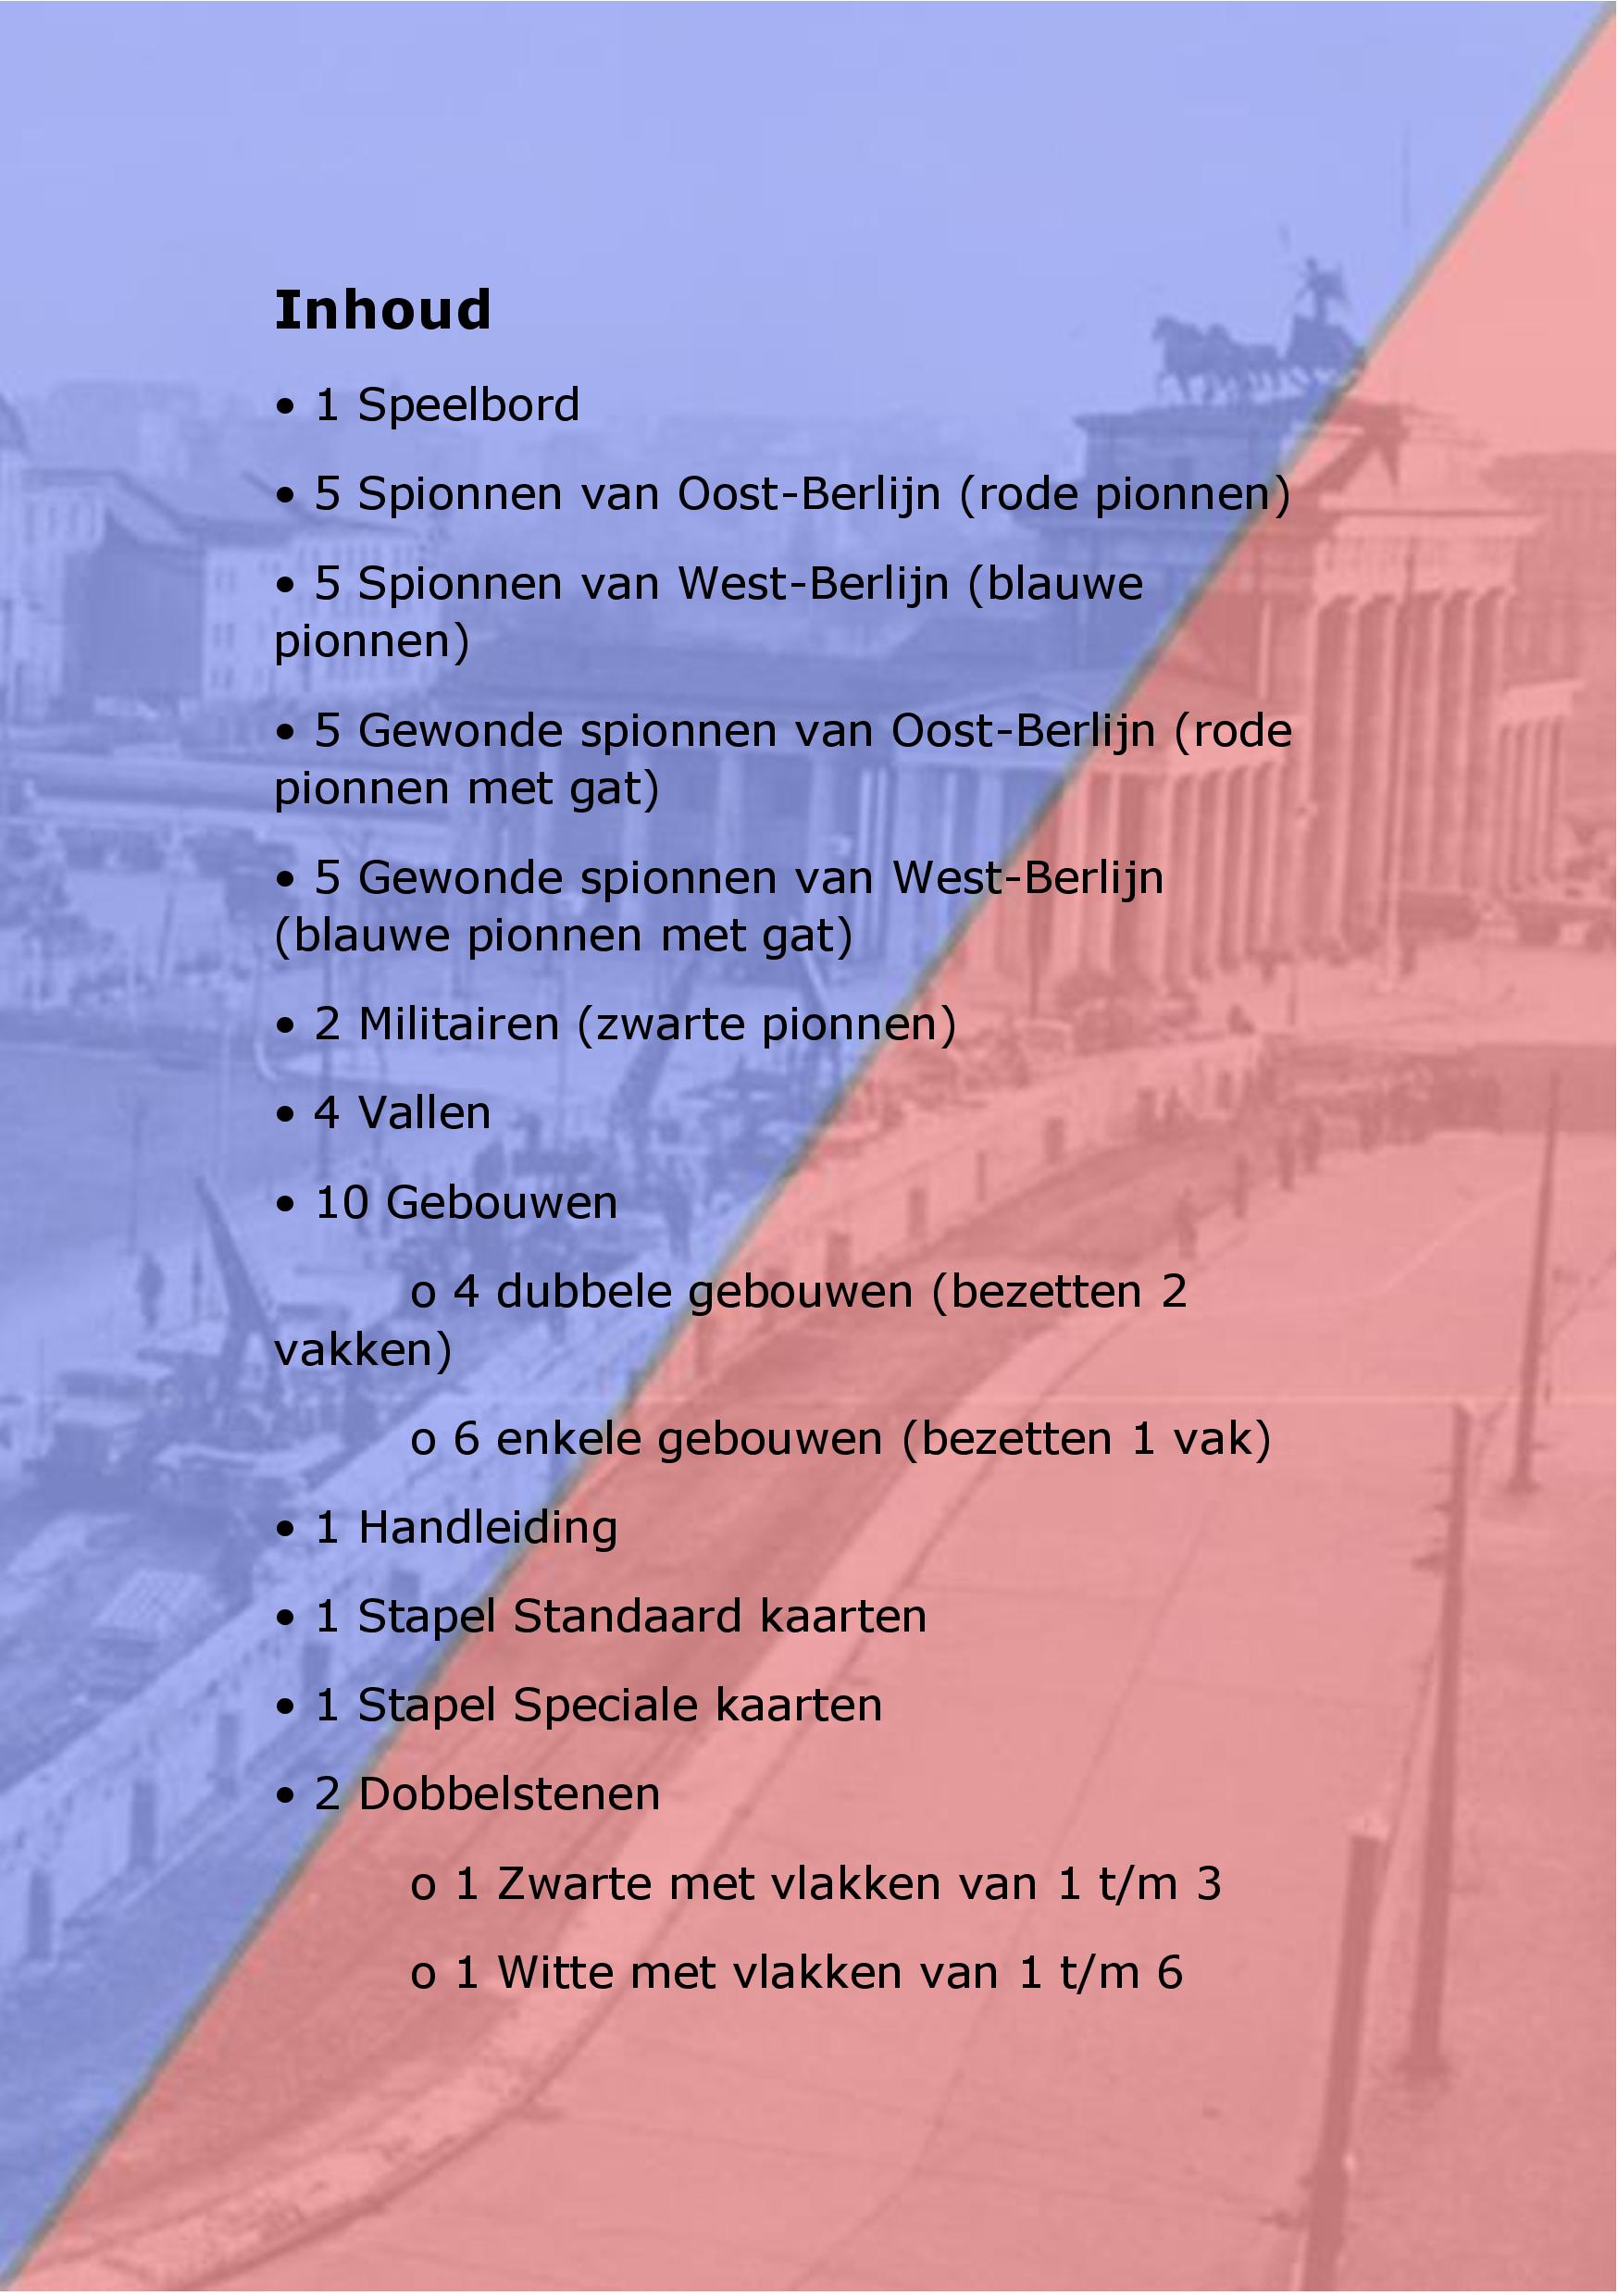 Inhoud
• 1 Speelbord
• 5 Spionnen van Oost-Berlijn (rode pionnen)
• 5 Spionnen van West-Berlijn (blauwe
pionnen)
• 5 Gewonde spionnen van Oost-Berlijn (rode
pionnen met gat)
• 5 Gewonde spionnen van West-Berlijn
(blauwe pionnen met gat)
• 2 Militairen (zwarte pionnen)
• 4 Vallen
• 10 Gebouwen
o 4 dubbele gebouwen (bezetten 2
vakken)
o 6 enkele gebouwen (bezetten 1 vak)
• 1 Handleiding
• 1 Stapel Standaard kaarten
• 1 Stapel Speciale kaarten
• 2 Dobbelstenen
o 1 Zwarte met vlakken van 1 t/m 3
o 1 Witte met vlakken van 1 t/m 6